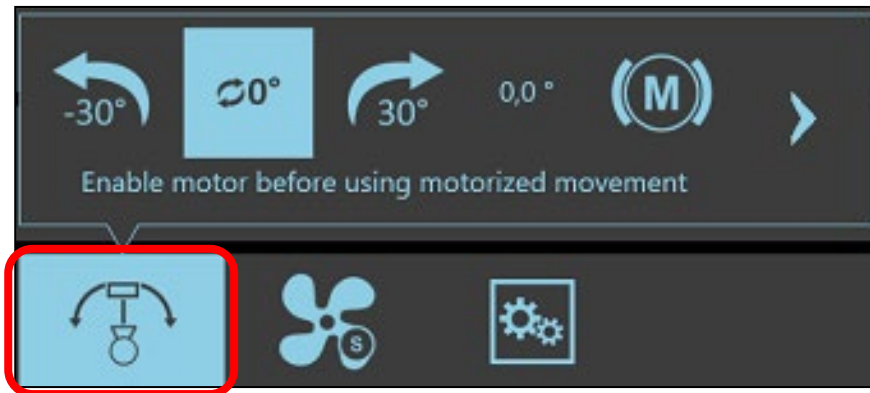 -30° 0° 30° 0,0 ° M
Enable motor before using motorized movement
S